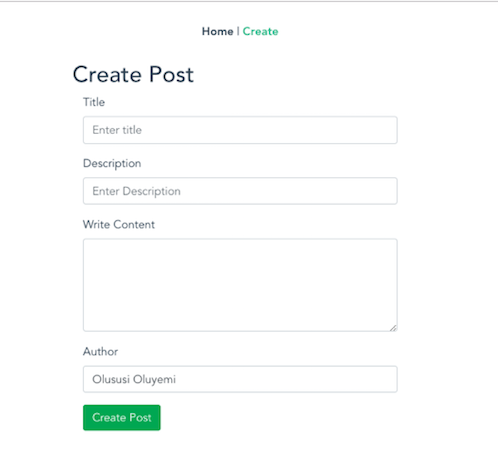 Home | Create
Create Post
Title
Enter title
Description
Enter Description
Write Content
Author
Olususi Oluyemi
Create Post